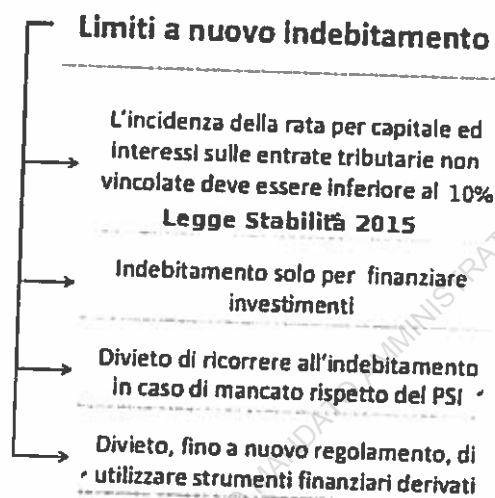 Limiti a nuovo indebitamento
L'incidenza della rata per capitale ed
interessi sulle entrate tributarie non
vincolate deve essere inferiore al 10%
Legge Stabilità 2015
Indebitamento solo per finanziare
investimenti
Divieto di ricorrere all'indebitamento
in caso di mancato rispetto del PSI
Divieto, fino a nuovo regolamento, di
utilizzare strumenti finanziari derivati